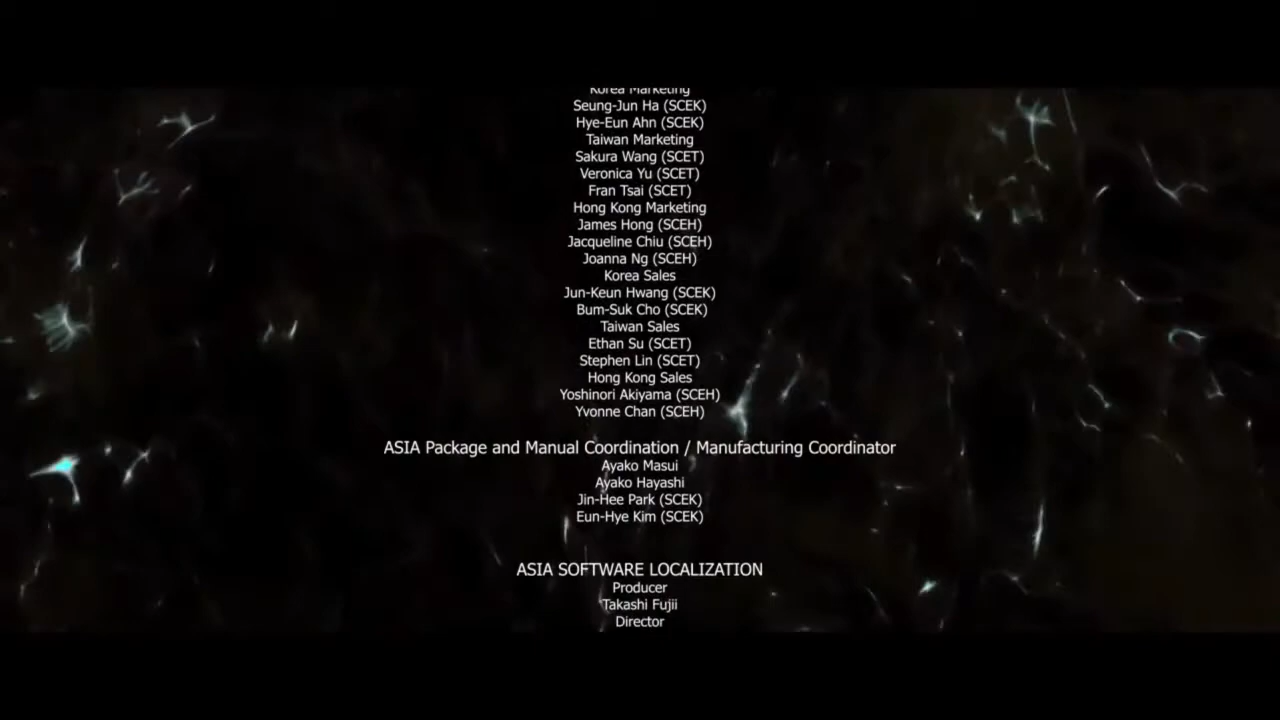 Korea Marketing
Seung-Jun Ha (SCEK)
Hye-Eun Ahn (SCEK)
Taiwan Marketing
Sakura Wang (SCET)
Veronica Yu (SCET)
Fran Tsai (SCET)
Hong Kong Marketing
James Hong (SCEH)
Jacqueline Chiu (SCEH)
Joanna Ng (SCEH)
Korea Sales
Jun-Keun Hwang (SCEK)
Bum-Suk Cho (SCEK)
Taiwan Sales
Ethan Su (SCET)
Stephen Lin (SCET)
Hong Kong Sales
Yoshinori Akiyama (SCEH)
Yvonne Chan (SCEH)
ASIA Package and Manual Coordination / Manufacturing Coordinator
Ayako Masui
Ayako Hayashi
Jin-Hee Park (SCEK)
Eun-Hye Kim (SCEK)
ASIA SOFTWARE LOCALIZATION
Producer
Takashi Fujii
Director